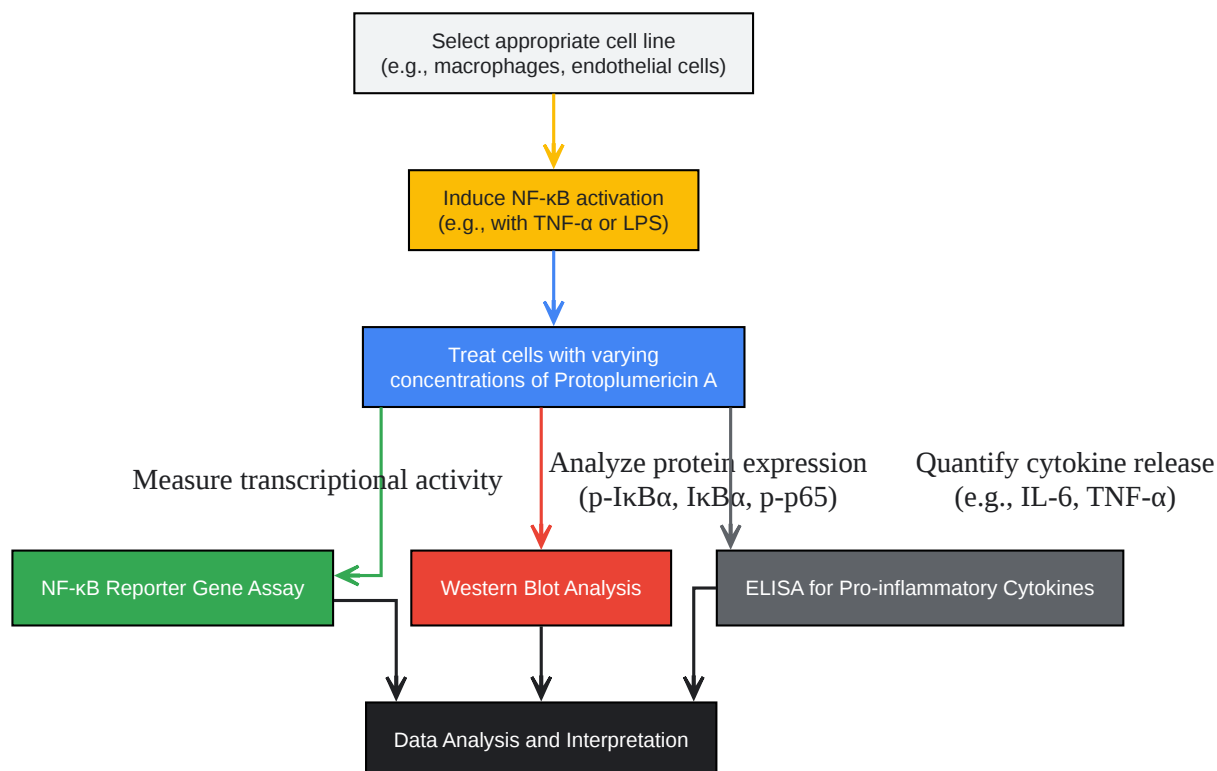 Select appropriate cell line
(e.g., macrophages, endothelial cells)
Induce NF-κB activation
(e.g., with TNF-α or LPS)
Treat cells with varying
concentrations of Protoplumericin A
Measure transcriptional activity
Analyze protein expression
(p-IκBα, IκBα, p-p65)
Quantify cytokine release
(e.g., IL-6, TNF-α)
NF-κB Reporter Gene Assay
Western Blot Analysis
ELISA for Pro-inflammatory Cytokines
Data Analysis and Interpretation